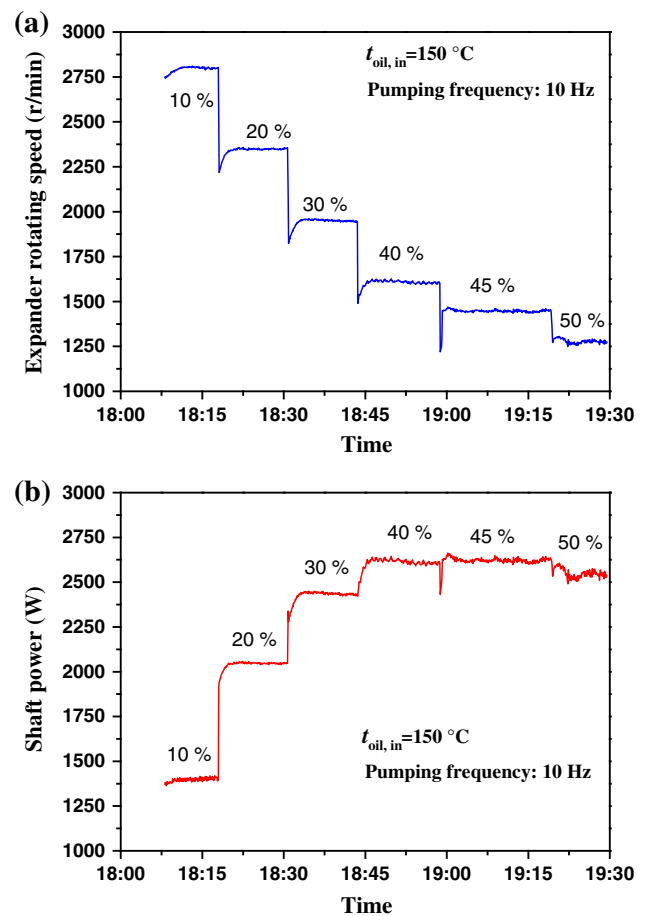 (a)
3000
2750
2500
2250
2000
1750
1500
1250
1000
Expander rotating speed (r/min)
t oil, in=150 °C
Pumping frequency: 10 Hz
10 %
20 %
30 %
40 %
45 %
50 %
18:00 18:15 18:30 18:45 19:00 19:15 19:30
Time
(b)
3000
2750
2500
2250
2000
1750
1500
1250
1000
Shaft power (W)
10 %
20 %
30 %
40 %
45 %
50 %
t oil, in=150 °C
Pumping frequency: 10 Hz
18:00 18:15 18:30 18:45 19:00 19:15 19:30
Time